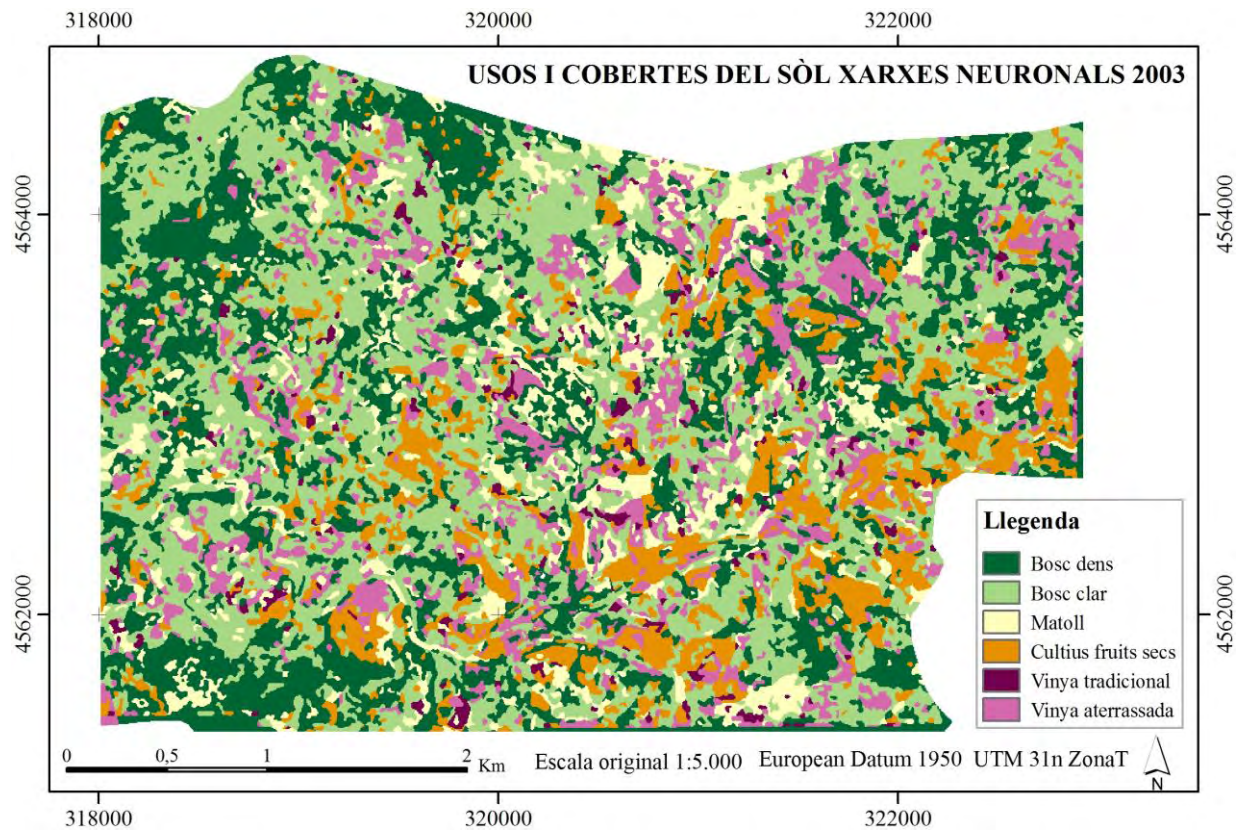 318000 320000 322000
USOS I COBERTES DEL SÒL XARXES NEURONALS 2003
4564000 4564000
Llegenda
Bosc dens
Bosc clar
Matoll
Cultius fruits secs
Vinya tradicional
Vinya aterrassada
4562000 4562000
0 0,5 1 2 Km
Escala original 1:5.000 European Datum 1950 UTM 31n ZonaT
N
318000 320000 322000